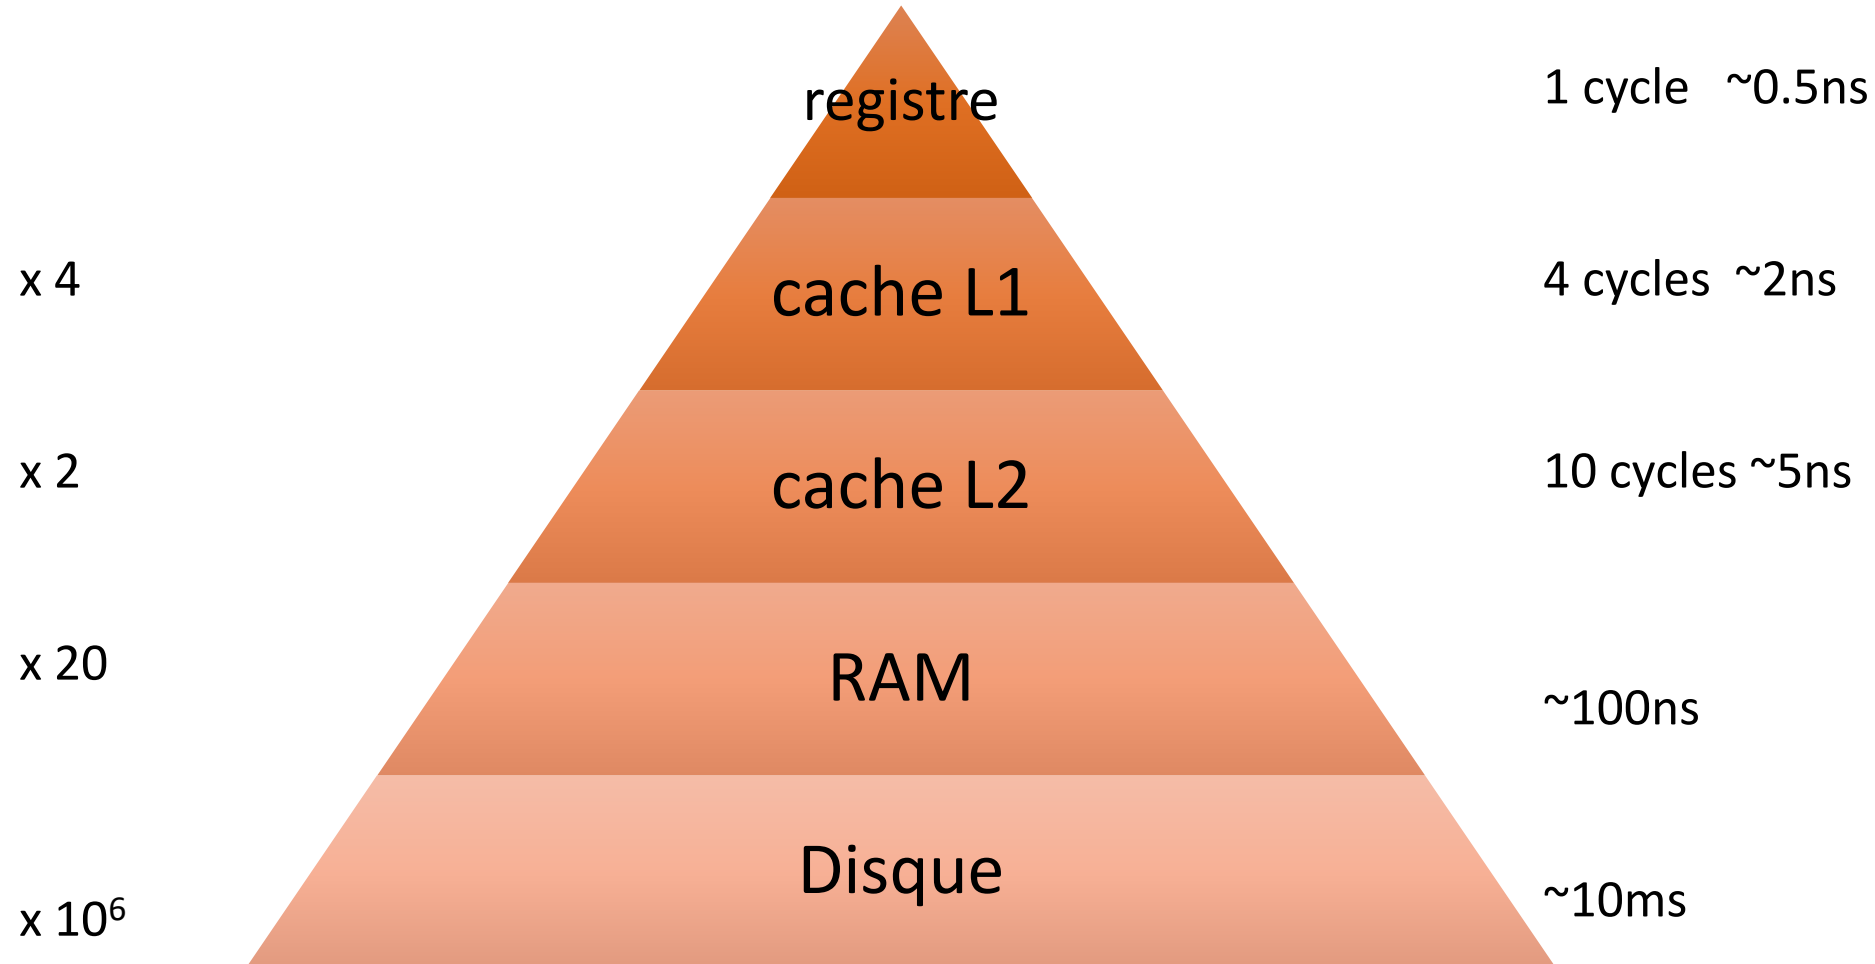 registre
1 cycle ~0.5ns
x 4
cache L1
4 cycles ~2ns
x 2
cache L2
10 cycles ~5ns
x 20
RAM
~100ns
x 10⁶
Disque
~10ms